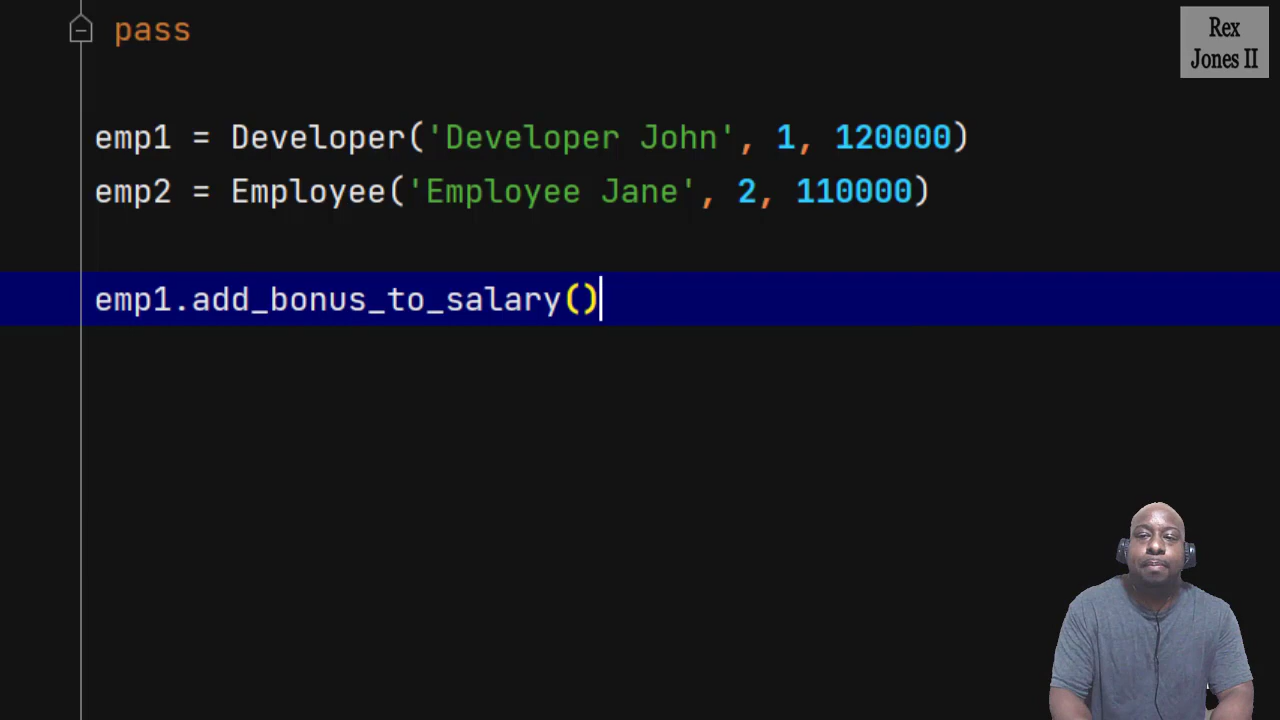 pass
Rex
Jones II
emp1 = Developer('Developer John', 1, 120000)
emp2 = Employee('Employee Jane', 2, 110000)
emp1.add_bonus_to_salary()